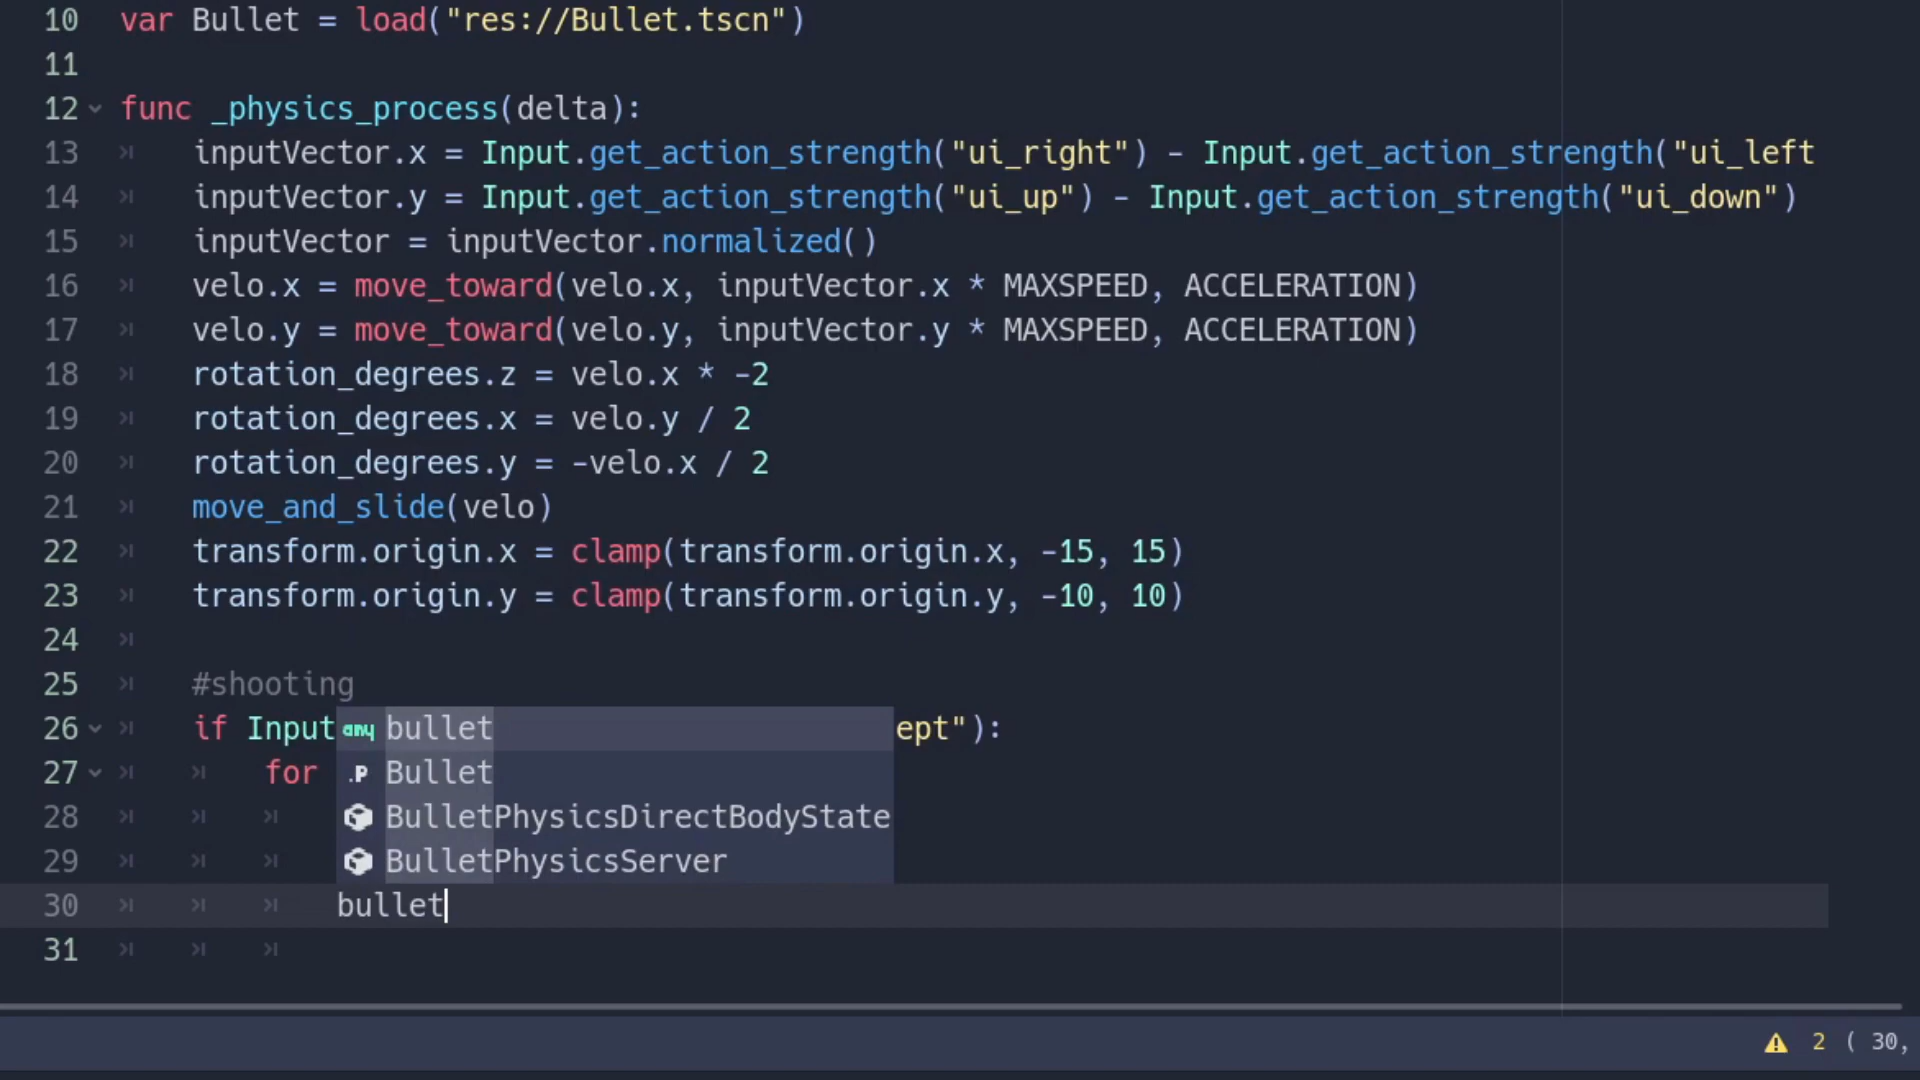 10 var Bullet = load("res://Bullet.tscn")
11
12 func _physics_process(delta):
13 inputVector.x = Input.get_action_strength("ui_right") - Input.get_action_strength("ui_left
14 inputVector.y = Input.get_action_strength("ui_up") - Input.get_action_strength("ui_down")
15 inputVector = inputVector.normalized()
16 velo.x = move_toward(velo.x, inputVector.x * MAXSPEED, ACCELERATION)
17 velo.y = move_toward(velo.y, inputVector.y * MAXSPEED, ACCELERATION)
18 rotation_degrees.z = velo.x * -2
19 rotation_degrees.x = velo.y / 2
20 rotation_degrees.y = -velo.x / 2
21 move_and_slide(velo)
22 transform.origin.x = clamp(transform.origin.x, -15, 15)
23 transform.origin.y = clamp(transform.origin.y, -10, 10)
24
25 #shooting
26 if Input any bullet ept"):
27 for .P Bullet
28 BulletPhysicsDirectBodyState
29 BulletPhysicsServer
30 bullet
31
2 ( 30,